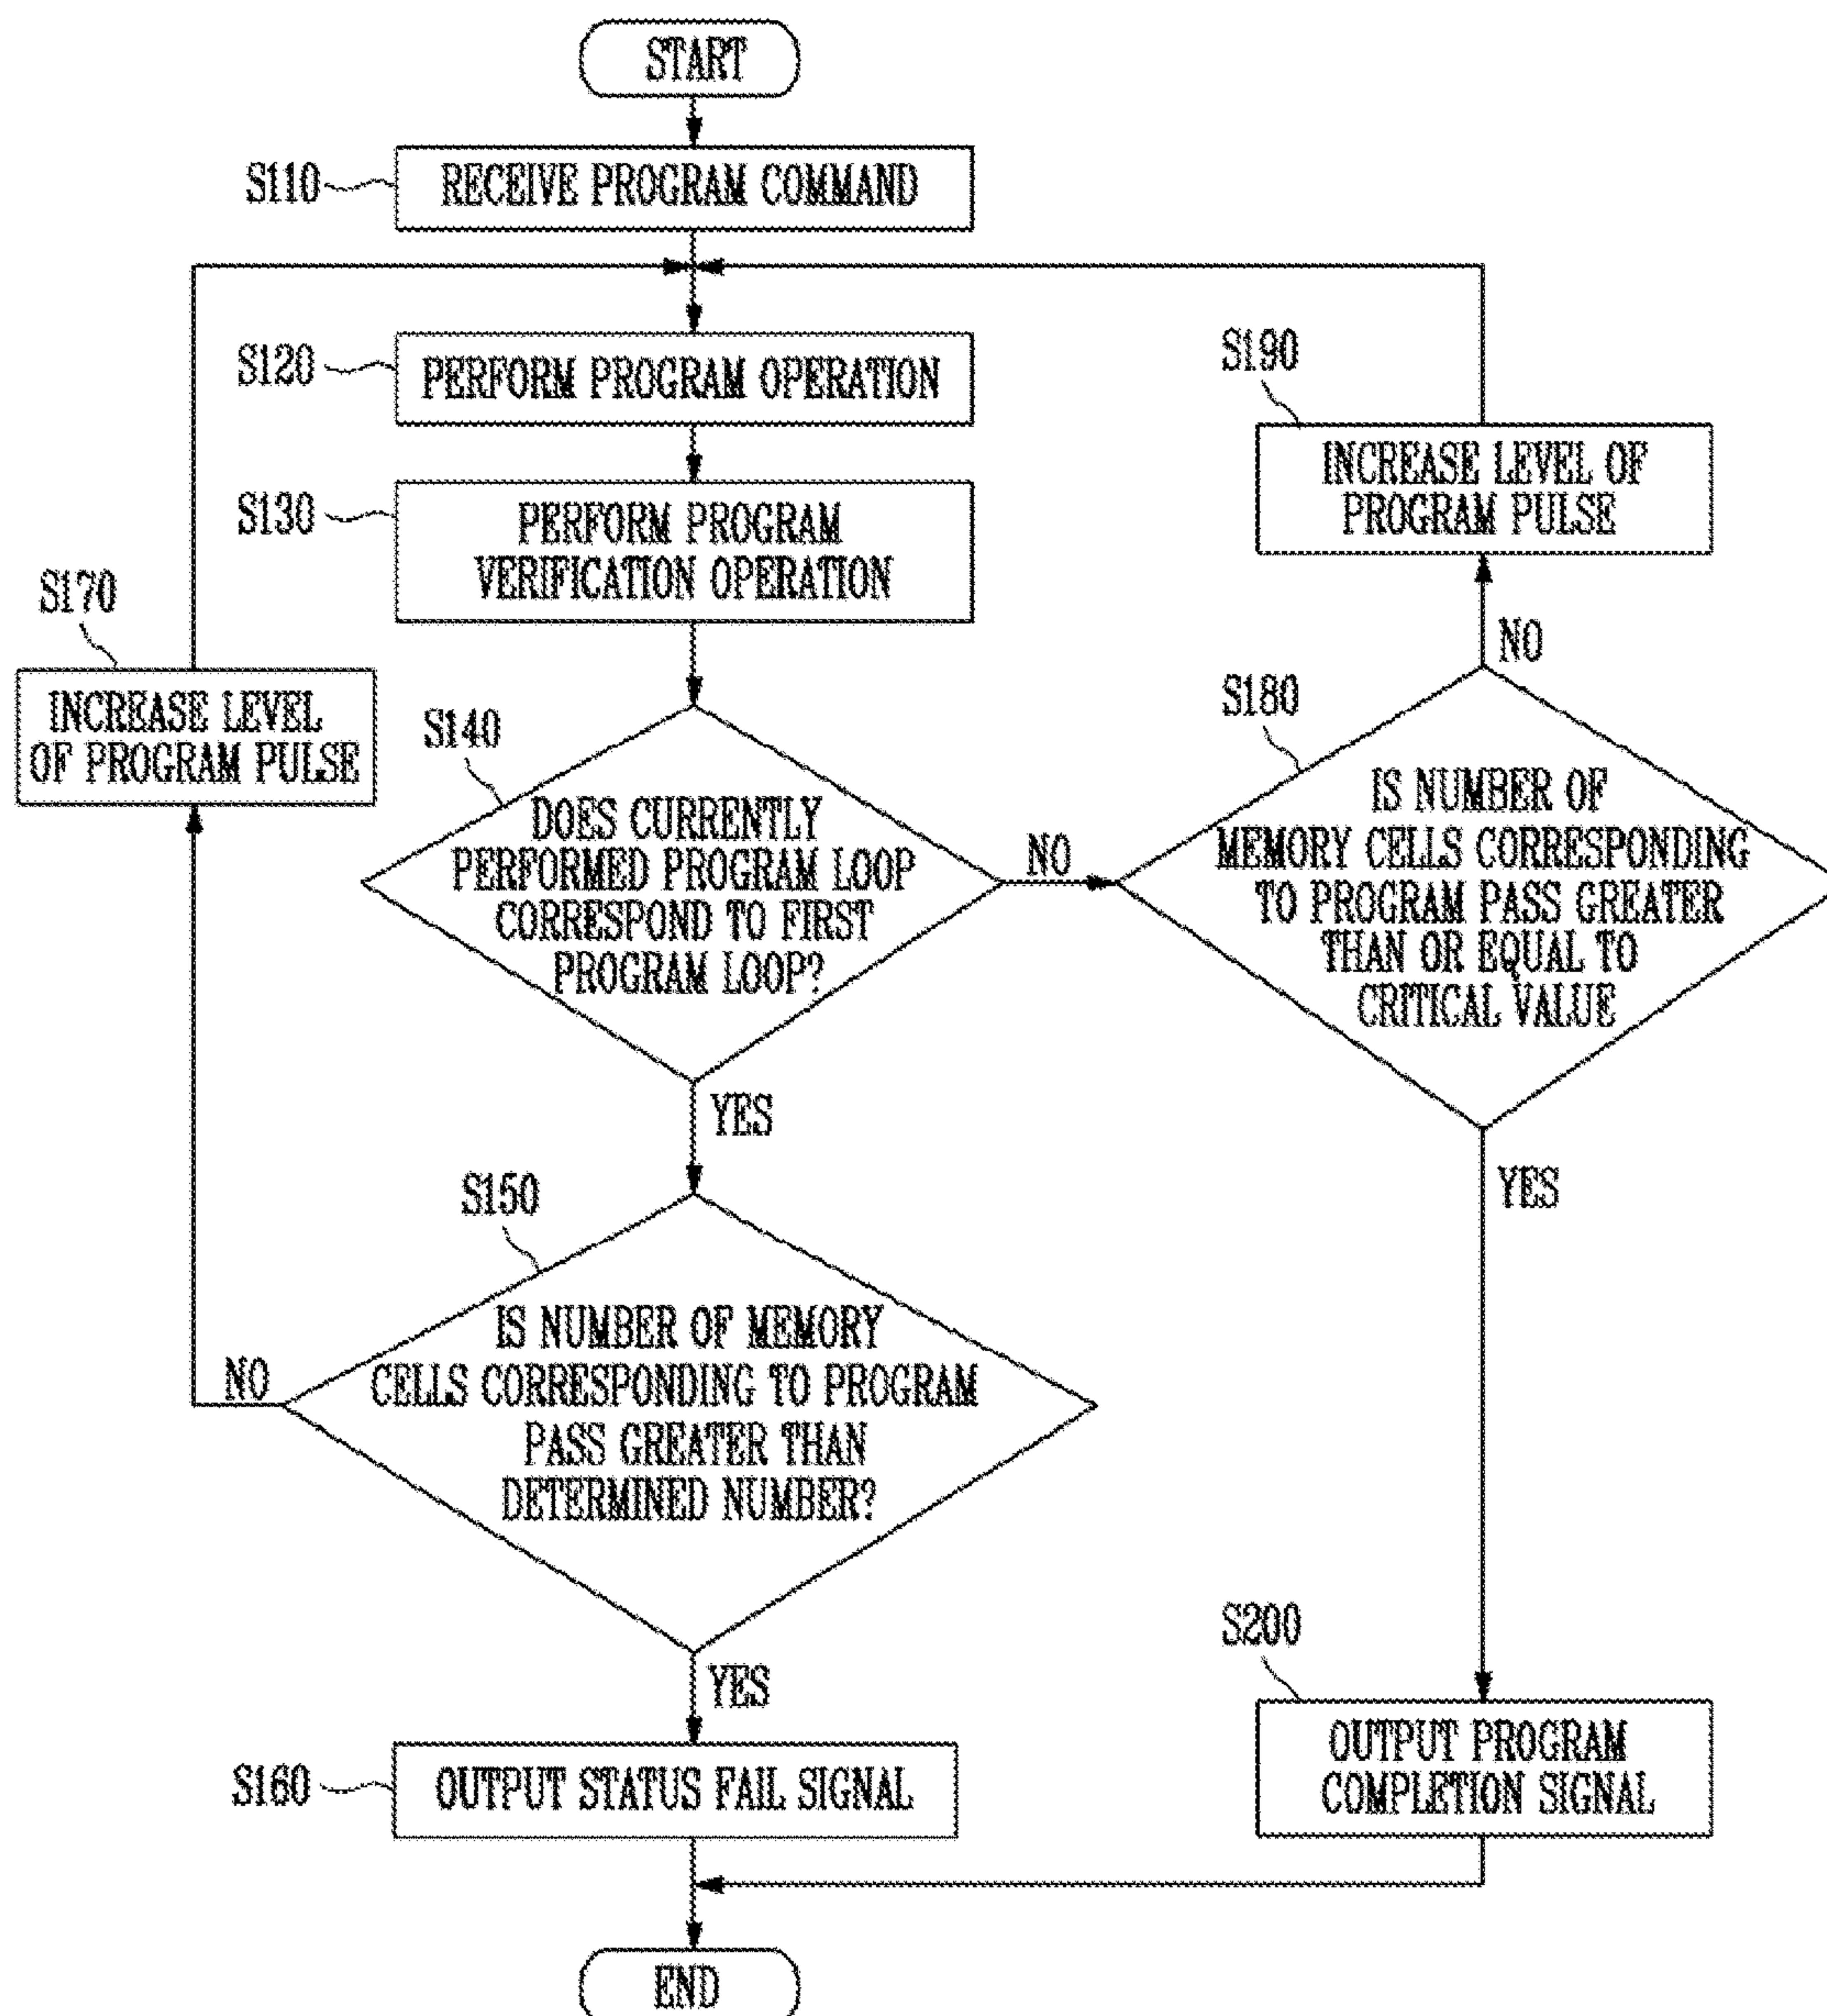 START
S110
RECEIVE PROGRAM COMMAND
S120
PERFORM PROGRAM OPERATION
S130
PERFORM PROGRAM
VERIFICATION OPERATION
S140
DOES CURRENTLY
PERFORMED PROGRAM LOOP
CORRESPOND TO FIRST
PROGRAM LOOP?
NO
YES
S150
IS NUMBER OF MEMORY
CELLS CORRESPONDING TO PROGRAM
PASS GREATER THAN
DETERMINED NUMBER?
NO
YES
S160
OUTPUT STATUS FAIL SIGNAL
S170
INCREASE LEVEL
OF PROGRAM PULSE
S180
IS NUMBER OF
MEMORY CELLS CORRESPONDING
TO PROGRAM PASS GREATER
THAN OR EQUAL TO
CRITICAL VALUE
NO
YES
S190
INCREASE LEVEL OF
PROGRAM PULSE
S200
OUTPUT PROGRAM
COMPLETION SIGNAL
END